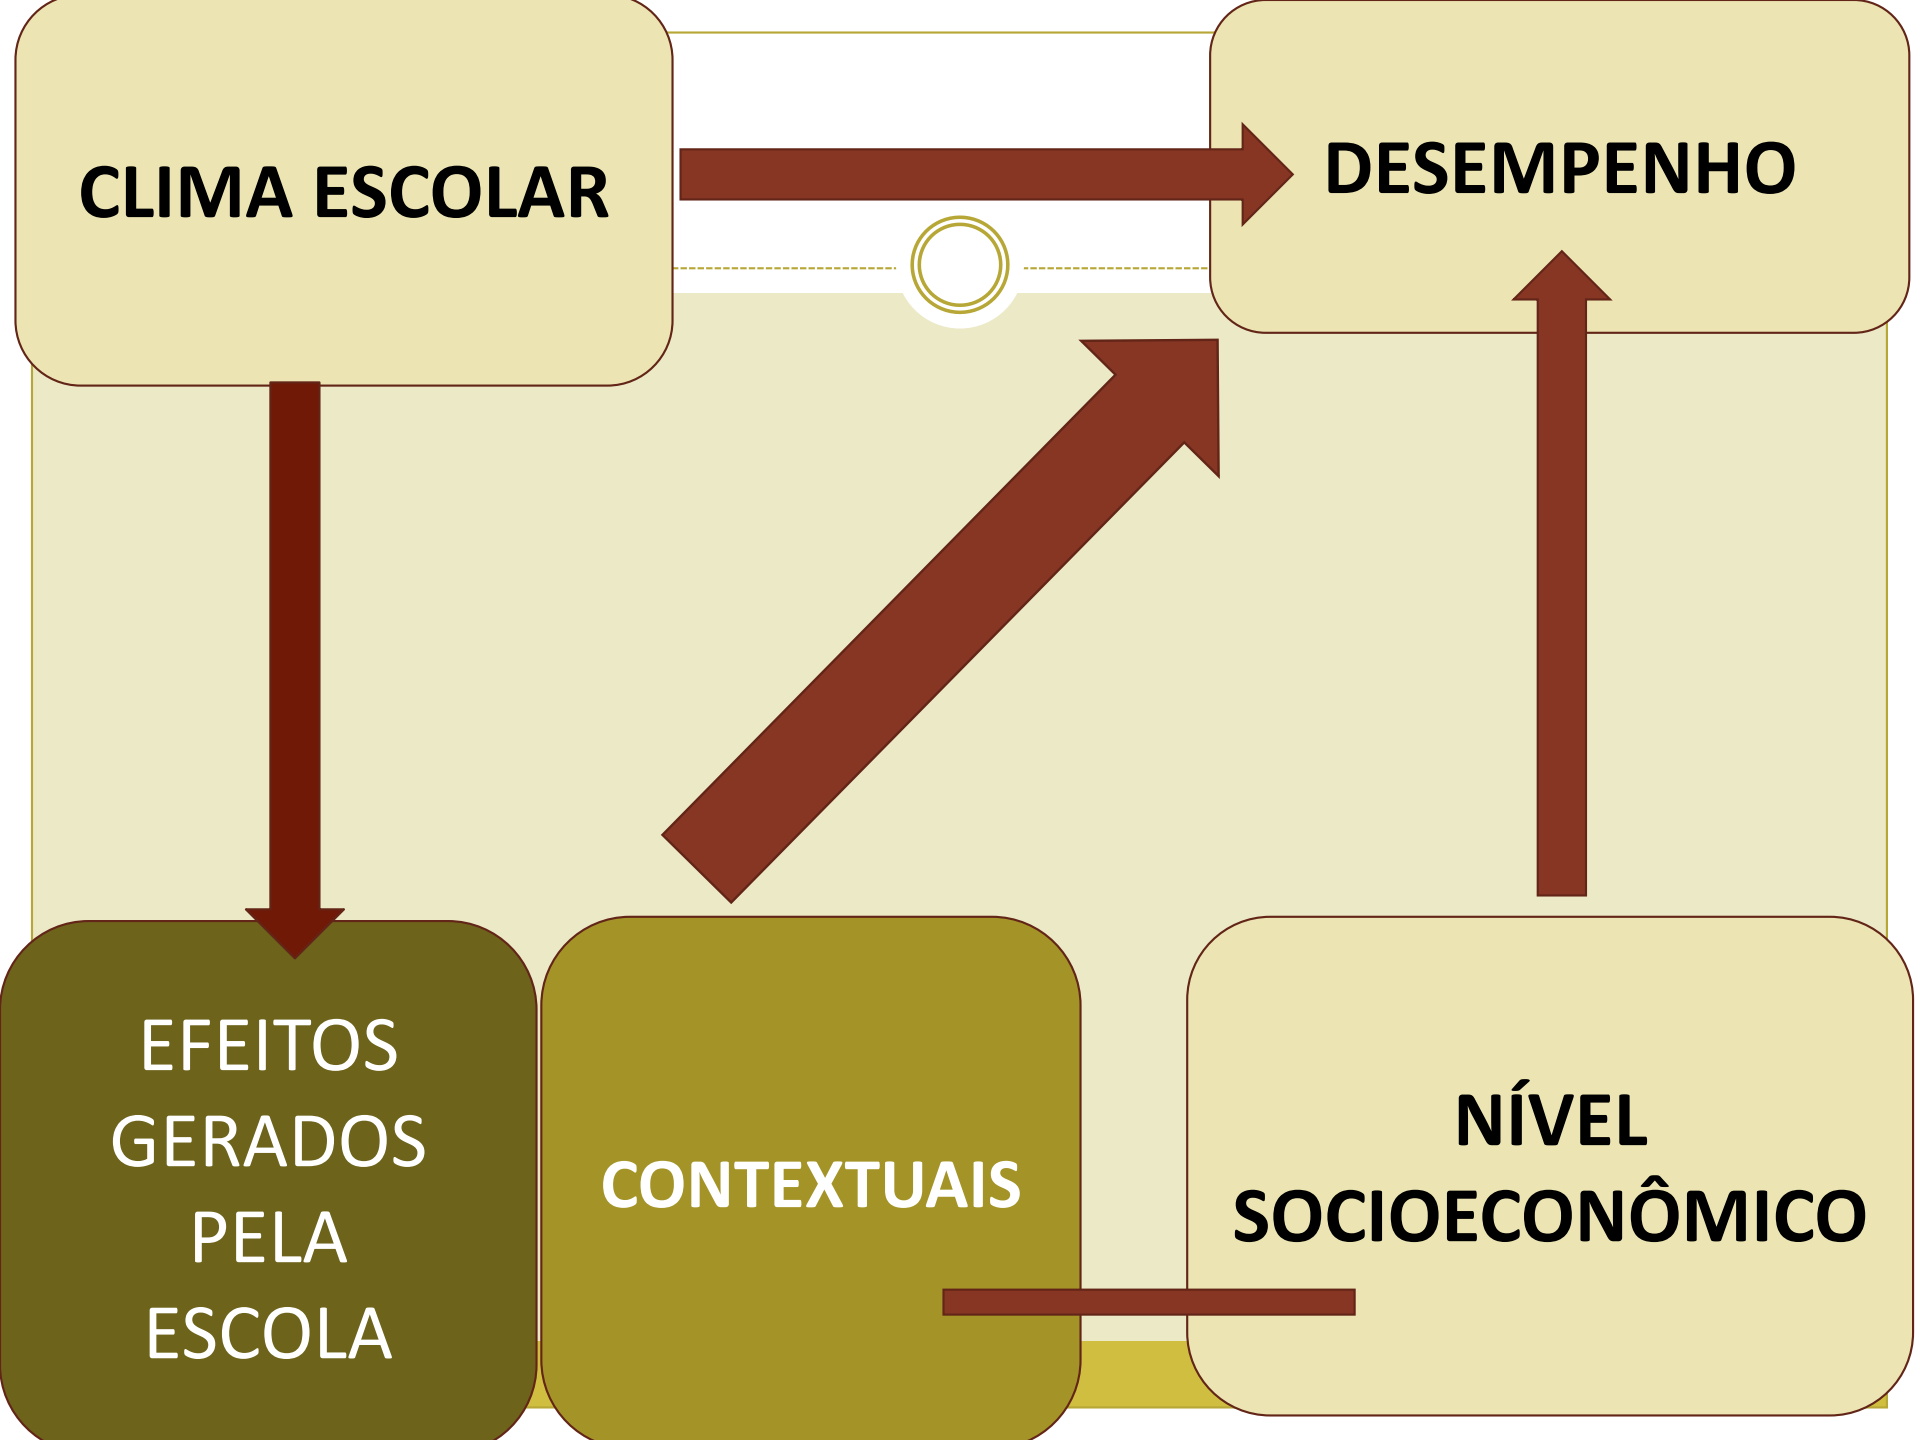 CLIMA ESCOLAR
DESEMPENHO
EFEITOS
GERADOS
PELA
ESCOLA
CONTEXTUAIS
NÍVEL
SOCIOECONÔMICO